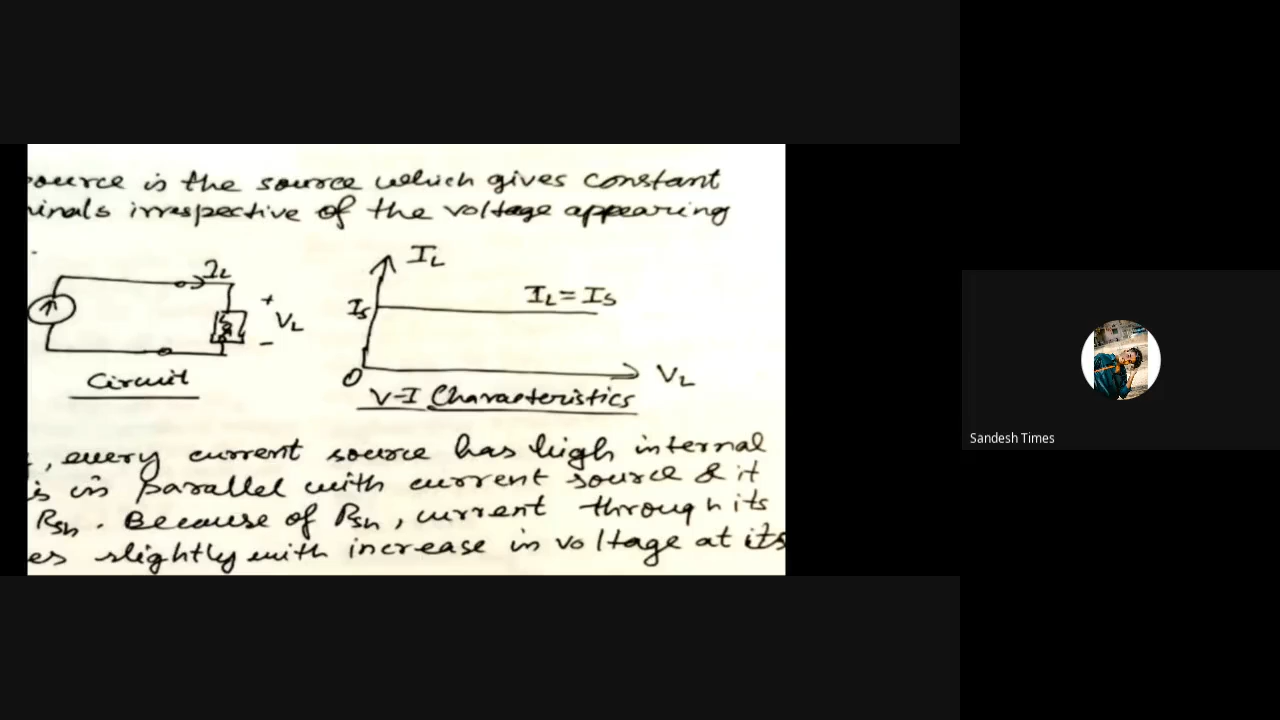 source is the source which gives constant
minals irrespective of the voltage appearing
IL
IL
Is
IL = Is
+
VL
-
O
VL
Circuit
V-I Characteristics
, every current source has high internal
is in parallel with current source & it
Rsh. Because of Rsh, current through its
es slightly with increase in voltage at its
Sandesh Times